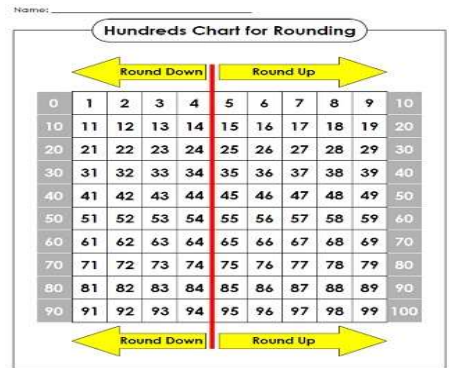 Name:
Hundreds Chart for Rounding
Round Down Round Up
0 1 2 3 4 5 6 7 8 9 10
10 11 12 13 14 15 16 17 18 19 20
20 21 22 23 24 25 26 27 28 29 30
30 31 32 33 34 35 36 37 38 39 40
40 41 42 43 44 45 46 47 48 49 50
50 51 52 53 54 55 56 57 58 59 60
60 61 62 63 64 65 66 67 68 69 70
70 71 72 73 74 75 76 77 78 79 80
80 81 82 83 84 85 86 87 88 89 90
90 91 92 93 94 95 96 97 98 99 100
Round Down Round Up